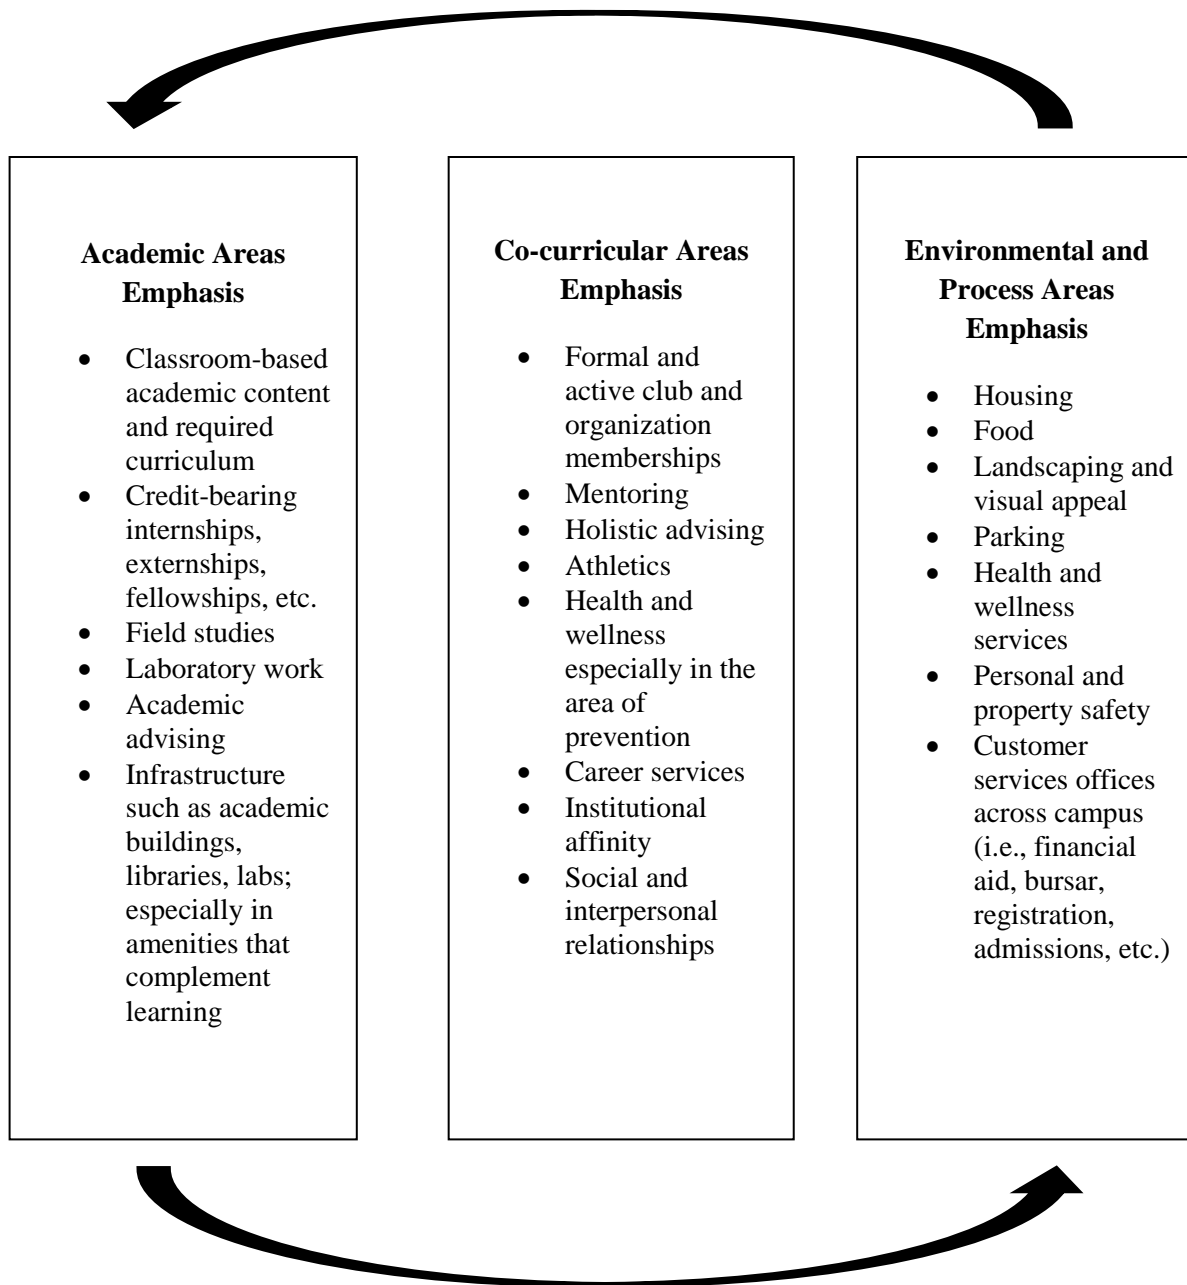 Academic Areas
Emphasis
• Classroom-based
academic content
and required
curriculum
• Credit-bearing
internships,
externships,
fellowships, etc.
• Field studies
• Laboratory work
• Academic
advising
• Infrastructure
such as academic
buildings,
libraries, labs;
especially in
amenities that
complement
learning
Co-curricular Areas
Emphasis
• Formal and
active club and
organization
memberships
• Mentoring
• Holistic advising
• Athletics
• Health and
wellness
especially in the
area of
prevention
• Career services
• Institutional
affinity
• Social and
interpersonal
relationships
Environmental and
Process Areas
Emphasis
• Housing
• Food
• Landscaping and
visual appeal
• Parking
• Health and
wellness
services
• Personal and
property safety
• Customer
services offices
across campus
(i.e., financial
aid, bursar,
registration,
admissions, etc.)